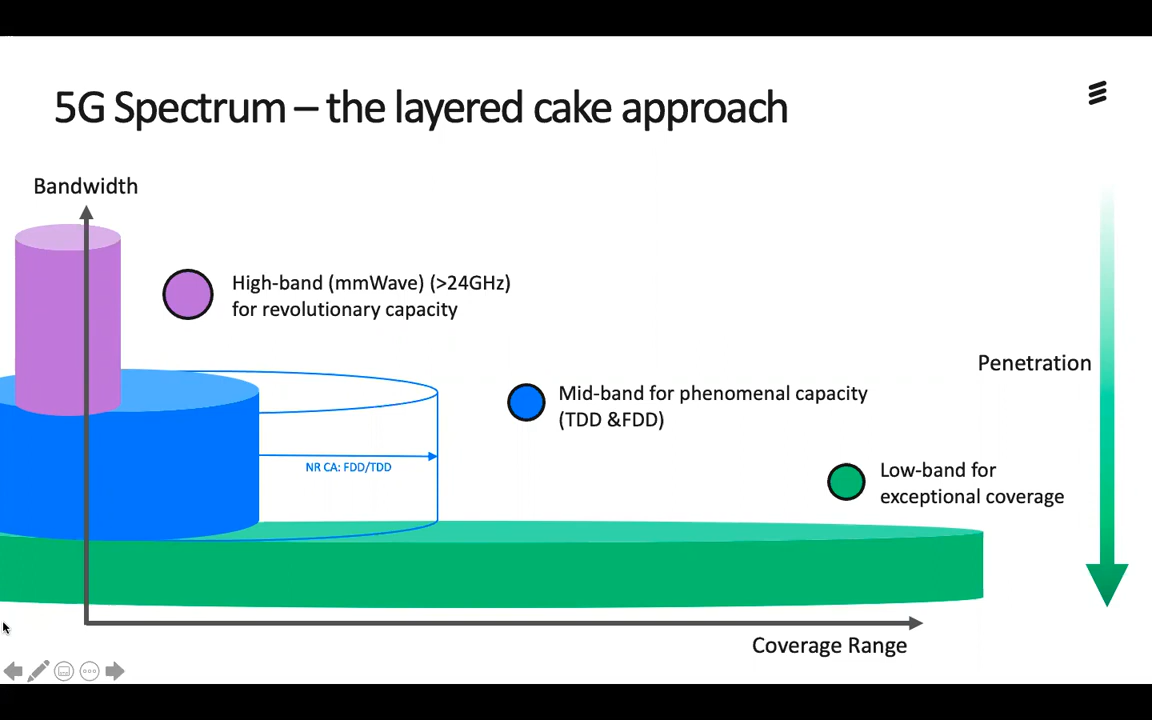 5G Spectrum – the layered cake approach
Bandwidth
High-band (mmWave) (>24GHz)
for revolutionary capacity
Penetration
Mid-band for phenomenal capacity
(TDD &FDD)
NR CA: FDD/TDD
Low-band for
exceptional coverage
Coverage Range